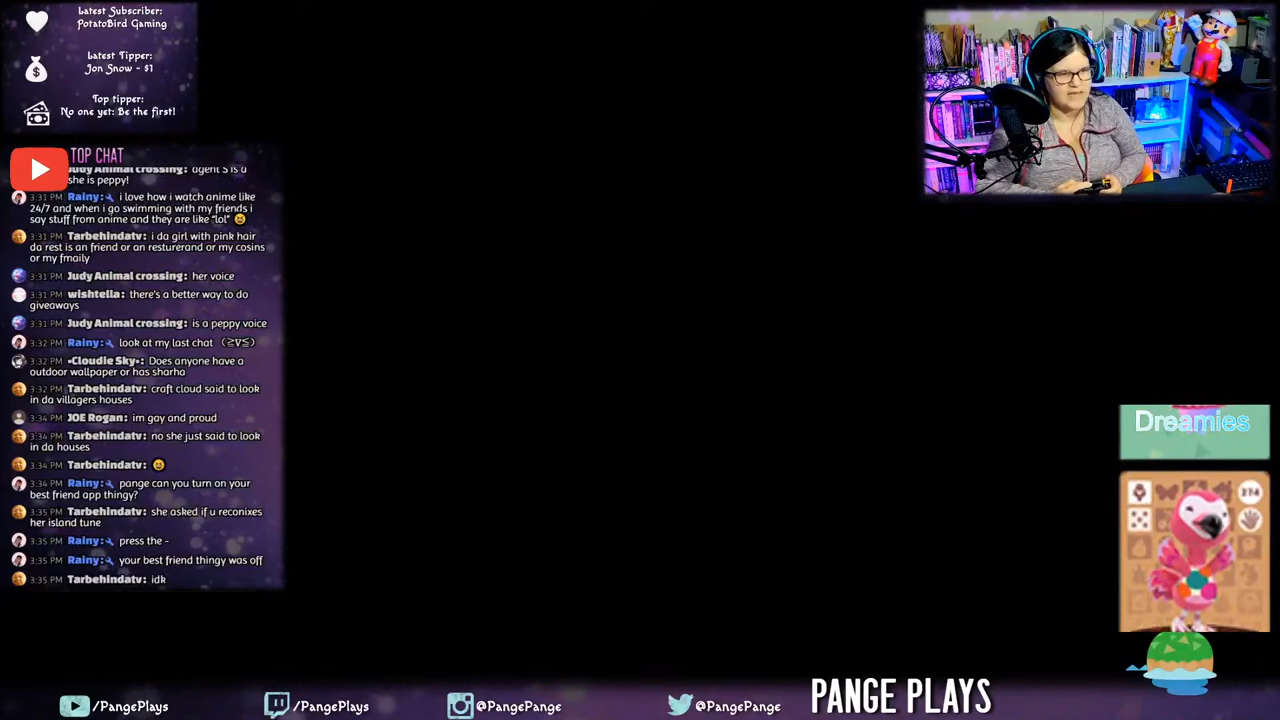 Latest Subscriber:
PotatoBird Gaming
Latest Tipper:
Jon Snow - $1
Top tipper:
No one yet: Be the first!
TOP CHAT
Judy Animal crossing: agent S is a
she is peppy!
3:31 PM Rainy: i love how i watch anime like
24/7 and when i go swimming with my friends i
say stuff from anime and they are like "lol" 😆
3:31 PM Tarbehindatv: i da girl with pink hair
da rest is an friend or an resturerand or my cosins
or my fmaily
3:31 PM Judy Animal crossing: her voice
3:31 PM wishtella: there's a better way to do
giveaways
3:31 PM Judy Animal crossing: is a peppy voice
3:32 PM Rainy: look at my last chat (≧V≦)
3:32 PM •Cloudie Sky•: Does anyone have a
outdoor wallpaper or has sharha
3:32 PM Tarbehindatv: craft cloud said to look
in da villagers houses
3:34 PM JOE Rogan: im gay and proud
3:34 PM Tarbehindatv: no she just said to look
in da houses
3:34 PM Tarbehindatv: 😆
3:34 PM Rainy: pange can you turn on your
best friend app thingy?
3:35 PM Tarbehindatv: she asked if u reconixes
her island tune
3:35 PM Rainy: press the -
3:35 PM Rainy: your best friend thingy was off
3:35 PM Tarbehindatv: idk
Dreamies
274
/PangePlays
/PangePlays
@PangePange
@PangePange
PANGE PLAYS